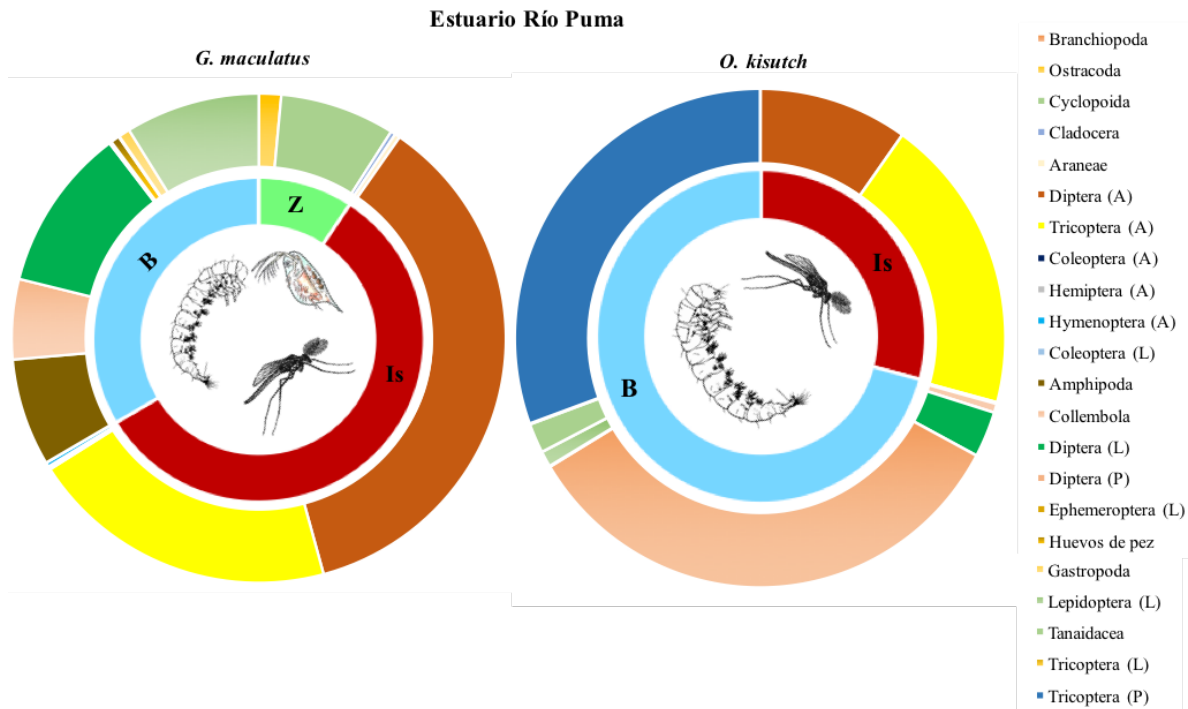 Estuario Río Puma
G. maculatus
O. kisutch
Z
B
Is
Is
B
Branchiopoda
Ostracoda
Cyclopoida
Cladocera
Araneae
Diptera (A)
Tricoptera (A)
Coleoptera (A)
Hemiptera (A)
Hymenoptera (A)
Coleoptera (L)
Amphipoda
Collembola
Diptera (L)
Diptera (P)
Ephemeroptera (L)
Huevos de pez
Gastropoda
Lepidoptera (L)
Tanaidacea
Tricoptera (L)
Tricoptera (P)